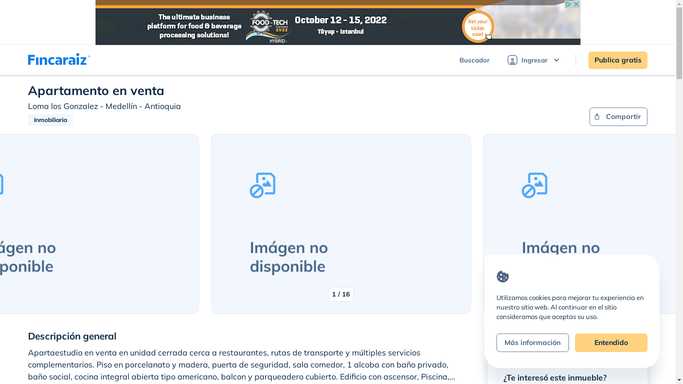 The ultimate business
platform for food & beverage
processing solutions!
FOOD-TECH
HYBRID
October 12 - 15, 2022
Tüyap - Istanbul
Get your
ticket
now!
Fincaraiz
Buscador
Ingresar
Publica gratis
Apartamento en venta
Loma los Gonzalez - Medellín - Antioquia
Inmobiliaria
Compartir
ágen no
ponible
Imágen no
disponible
Imágen no
1 / 16
Utilizamos cookies para mejorar tu experiencia en
nuestro sitio web. Al continuar en el sitio
consideramos que aceptas su uso.
Más información
Entendido
Descripción general
Apartaestudio en venta en unidad cerrada cerca a restaurantes, rutas de transporte y múltiples servicios
complementarios. Piso en porcelanato y madera, puerta de seguridad, sala comedor, 1 alcoba con baño privado,
baño social, cocina integral abierta tipo americano, balcon y parqueadero cubierto. Edificio con ascensor, Piscina,...
¿Te interesó este inmueble?